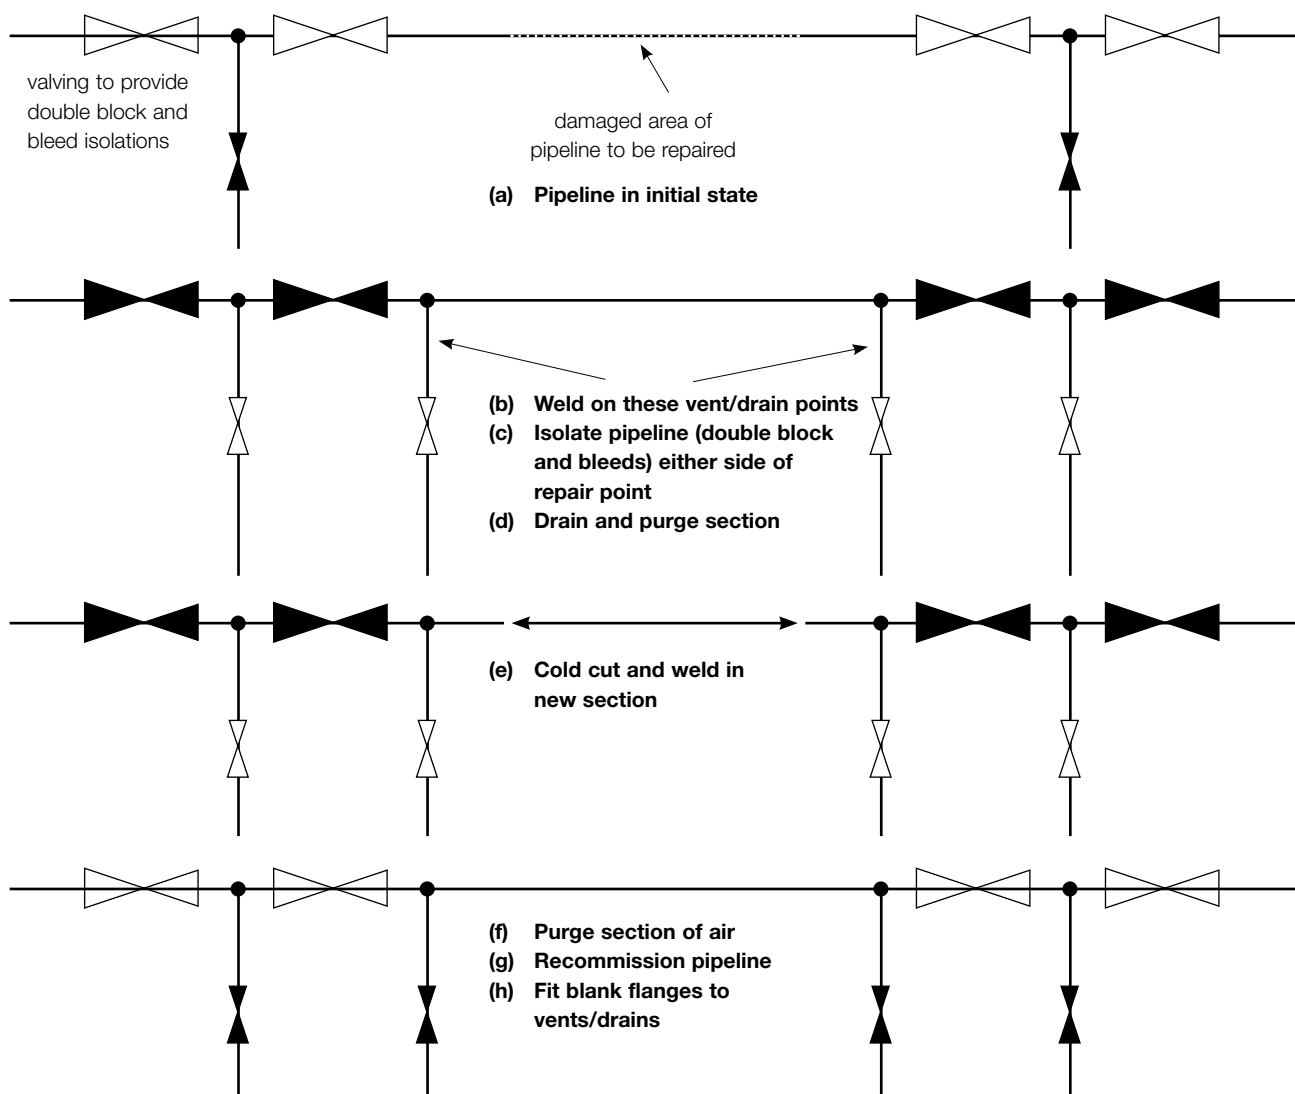 valving to provide
double block and
bleed isolations
damaged area of
pipeline to be repaired
(a) Pipeline in initial state
(b) Weld on these vent/drain points
(c) Isolate pipeline (double block
and bleeds) either side of
repair point
(d) Drain and purge section
(e) Cold cut and weld in
new section
(f) Purge section of air
(g) Recommission pipeline
(h) Fit blank flanges to
vents/drains